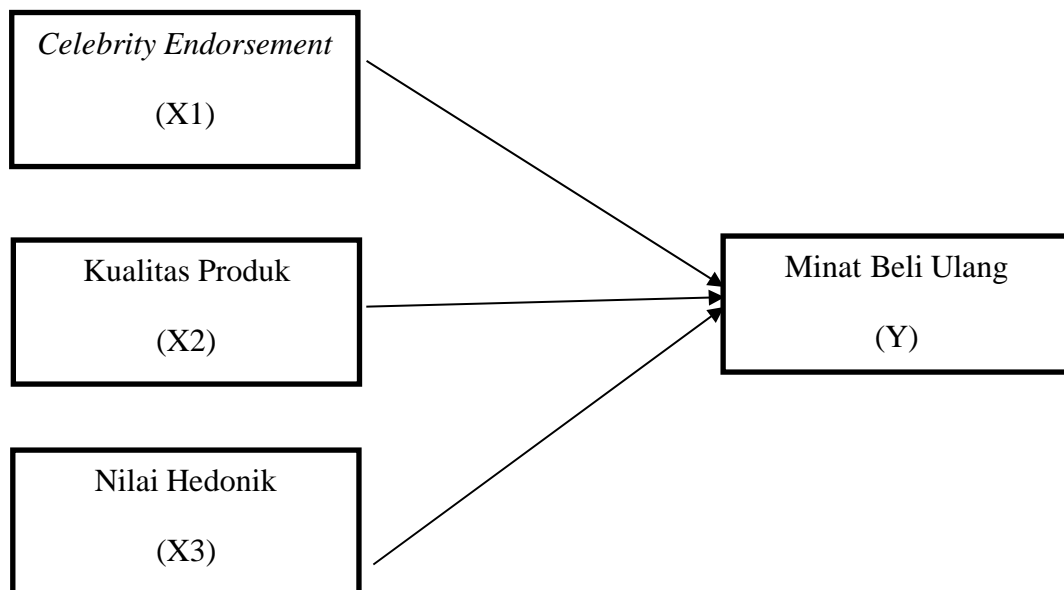 Celebrity Endorsement
(X1)
Kualitas Produk
(X2)
Minat Beli Ulang
(Y)
Nilai Hedonik
(X3)